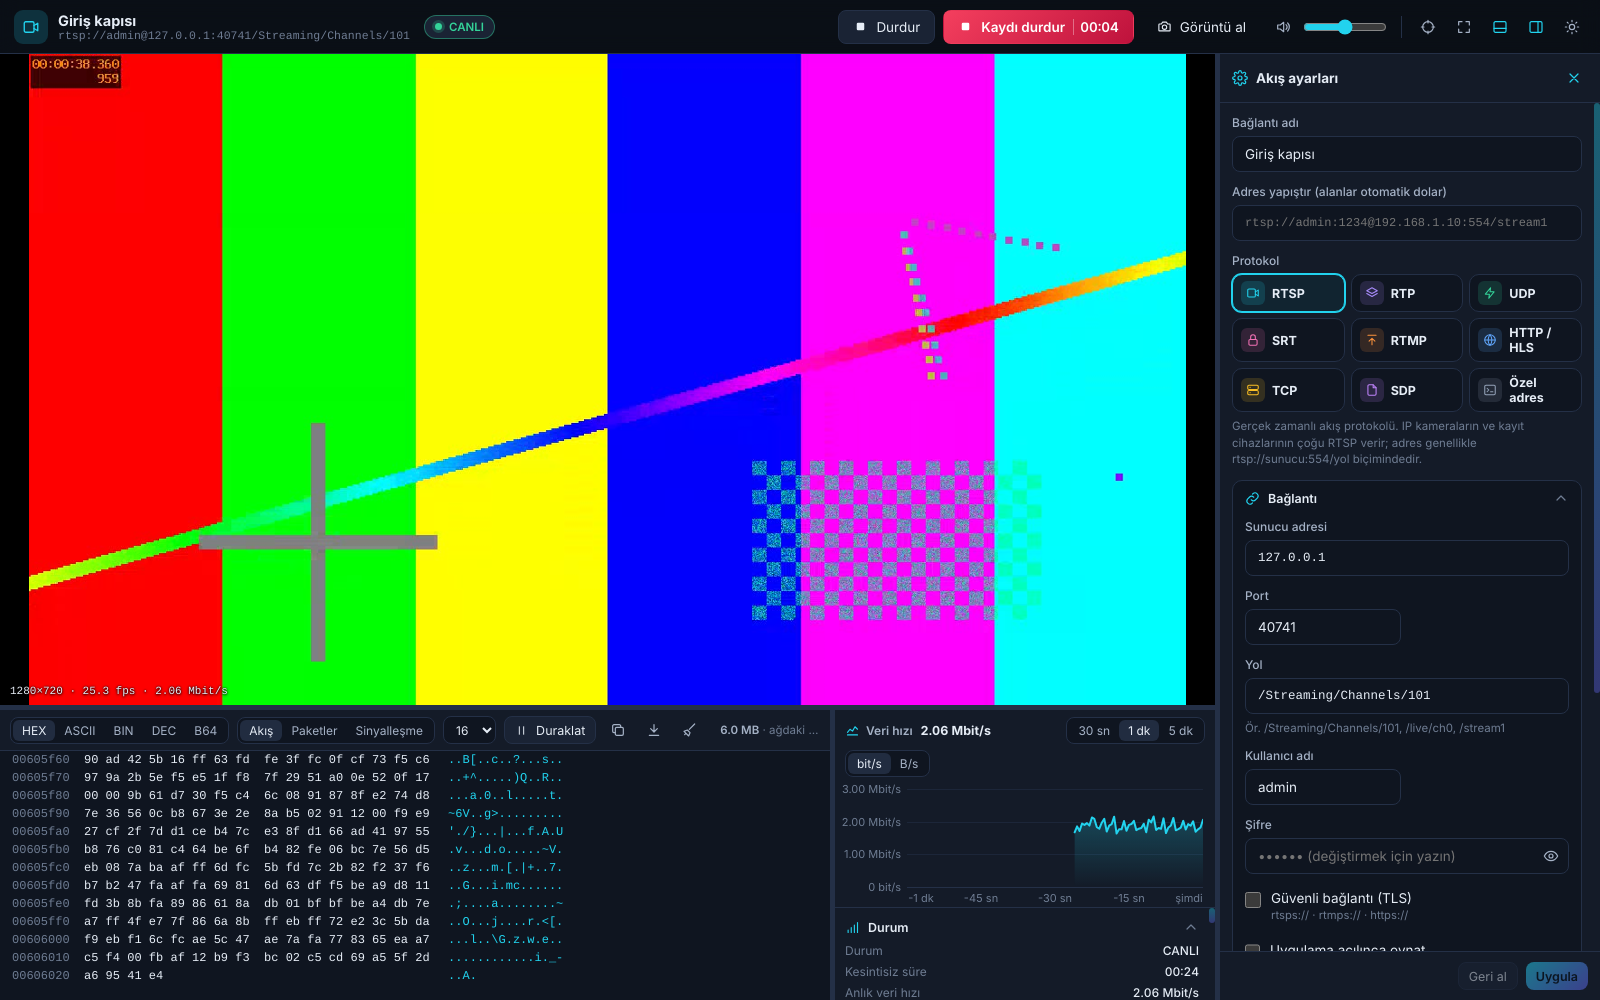 Giriş kapısı
rtsp://admin@127.0.0.1:40741/Streaming/Channels/101
CANLI
Durdur
Kaydı durdur 00:04
Görüntü al
00:00:38.360
959
1280×720 · 25.3 fps · 2.06 Mbit/s
HEX ASCII BIN DEC B64 Akış Paketler Sinyalleşme 16 Duraklat 6.0 MB · ağdaki ...
00605f60 90 ad 42 5b 16 ff 63 fd fe 3f fc 0f cf 73 f5 c6 ..B[..c..?...s..
00605f70 97 9a 2b 5e f5 e5 1f f8 7f 29 51 a0 0e 52 0f 17 ..+^.....)Q..R..
00605f80 00 00 9b 61 d7 30 f5 c4 6c 08 91 87 8f e2 74 d8 ...a.0..l.....t.
00605f90 7e 36 56 0c b8 67 3e 2e 8a b5 02 91 12 00 f9 e9 ~6V..g>.........
00605fa0 27 cf 2f 7d d1 ce b4 7c e3 8f d1 66 ad 41 97 55 './}...|...f.A.U
00605fb0 b8 76 c0 81 c4 64 be 6f b4 82 fe 06 bc 7e 56 d5 .v...d.o.....~V.
00605fc0 eb 08 7a ba af ff 6d fc 5b fd 7c 2b 82 f2 37 f6 ..z...m.[.|+..7.
00605fd0 b7 b2 47 fa af fa 69 81 6d 63 df f5 be a9 d8 11 ..G...i.mc......
00605fe0 fd 3b 8b fa 89 86 61 8a db 01 bf bf be a4 db 7e .;....a........~
00605ff0 a7 ff 4f e7 7f 86 6a 8b ff eb ff 72 e2 3c 5b da ..O...j....r.<[.
00606000 f9 eb f1 6c fc ae 5c 47 ae 7a fa 77 83 65 ea a7 ...l..\G.z.w.e..
00606010 c5 f4 00 fb af 12 b9 f3 bc 02 c5 cd 69 a5 5f 2d ............i._-
00606020 a6 95 41 e4 ..A.
Veri hızı 2.06 Mbit/s
30 sn 1 dk 5 dk
bit/s B/s
3.00 Mbit/s
2.00 Mbit/s
1.00 Mbit/s
0 bit/s
-1 dk -45 sn -30 sn -15 sn şimdi
Durum
Durum CANLI
Kesintisiz süre 00:24
Anlık veri hızı 2.06 Mbit/s
Akış ayarları
Bağlantı adı
Giriş kapısı
Adres yapıştır (alanlar otomatik dolar)
rtsp://admin:1234@192.168.1.10:554/stream1
Protokol
RTSP RTP UDP
SRT RTMP HTTP / HLS
TCP SDP Özel adres
Gerçek zamanlı akış protokolü. IP kameraların ve kayıt
cihazlarının çoğu RTSP verir; adres genellikle
rtsp://sunucu:554/yol biçimindedir.
Bağlantı
Sunucu adresi
127.0.0.1
Port
40741
Yol
/Streaming/Channels/101
Ör. /Streaming/Channels/101, /live/ch0, /stream1
Kullanıcı adı
admin
Şifre
•••••• (değiştirmek için yazın)
Güvenli bağlantı (TLS)
rtsps:// · rtmps:// · https://
Uygulama açılınca oynat
Geri al Uygula